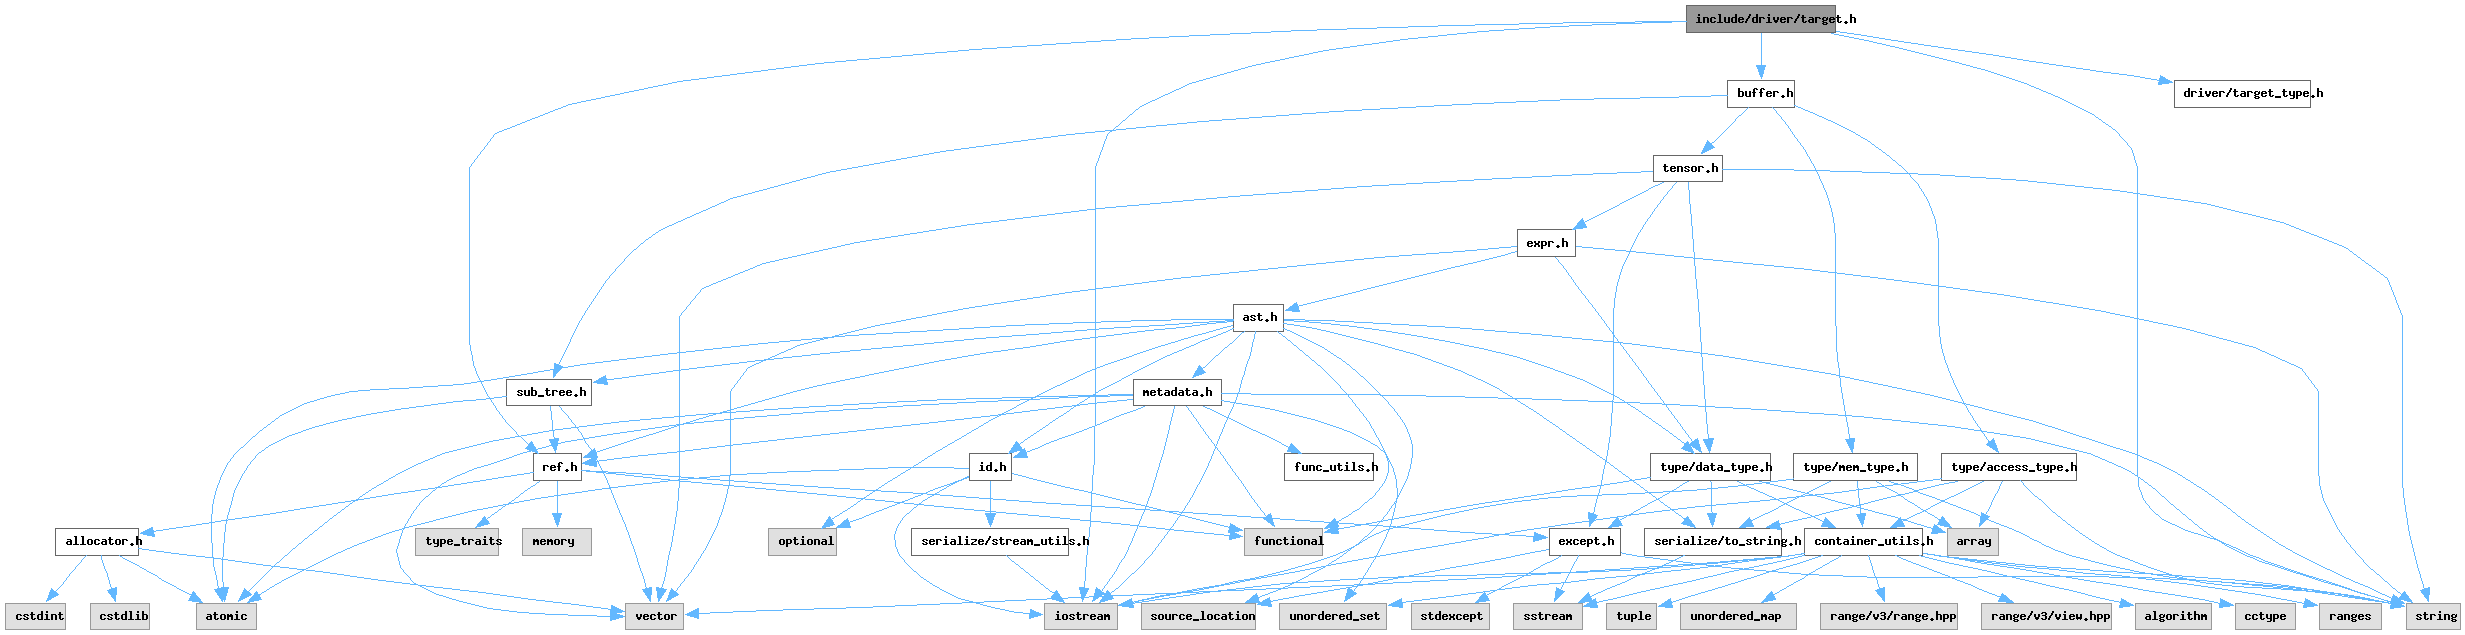 include/driver/target.h
buffer.h
driver/target_type.h
tensor.h
expr.h
ast.h
sub_tree.h
metadata.h
ref.h
id.h
func_utils.h
type/data_type.h
type/mem_type.h
type/access_type.h
allocator.h
type_traits
memory
optional
serialize/stream_utils.h
functional
except.h
serialize/to_string.h
container_utils.h
array
cstdint
cstdlib
atomic
vector
iostream
source_location
unordered_set
stdexcept
sstream
tuple
unordered_map
range/v3/range.hpp
range/v3/view.hpp
algorithm
cctype
ranges
string